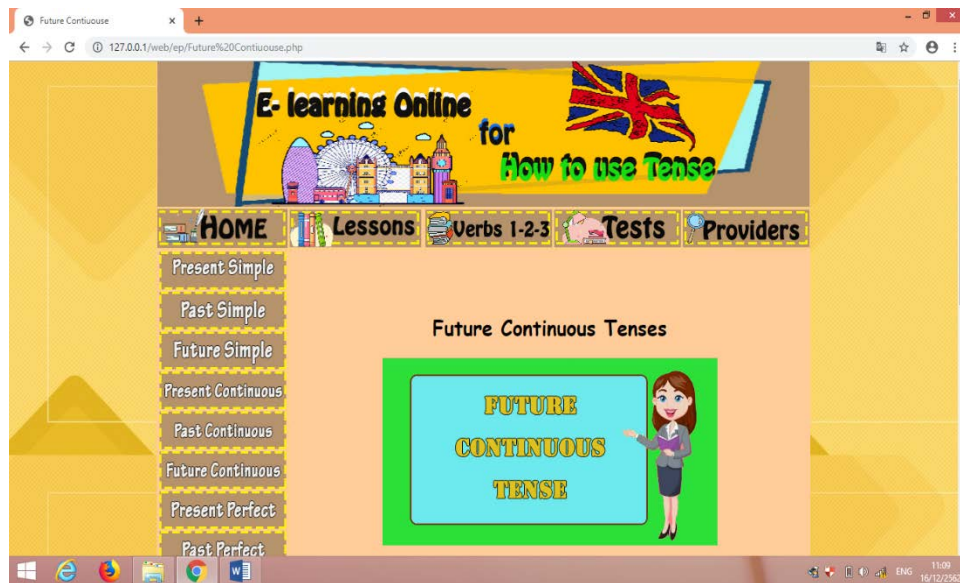 Future Contiuouse
127.0.0.1/web/ep/Future%20Contiuouse.php
E- learning Online
for
How to use Tense
HOME
Lessons
Verbs 1-2-3
Tests
Providers
Present Simple
Past Simple
Future Simple
Present Continuous
Past Continuous
Future Continuous
Present Perfect
Past Perfect
Future Continuous Tenses
FUTURE
CONTINUOUS
TENSE
ENG
11:09
16/12/2562